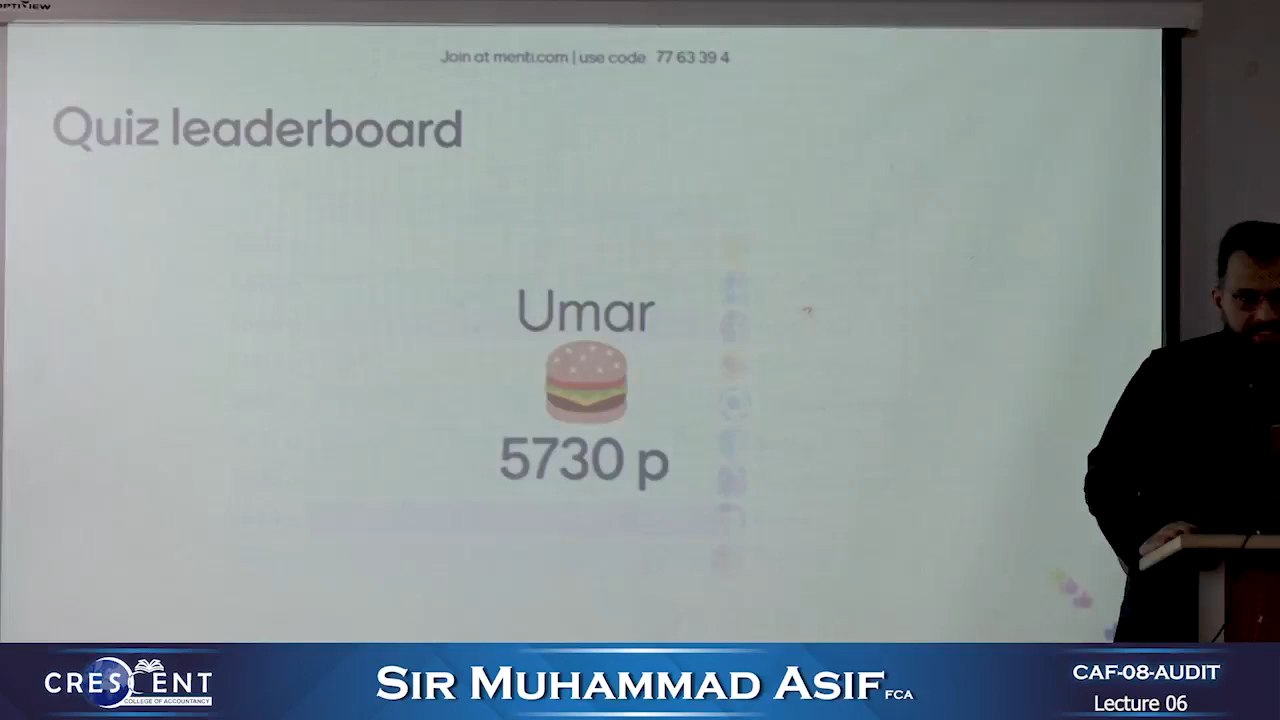 OPTIVIEW
Join at menti.com | use code 77 63 39 4
Quiz leaderboard
Umar
5730 p
CRESCENT
COLLEGE OF ACCOUNTANCY
SIR MUHAMMAD ASIF FCA
CAF-08-AUDIT
Lecture 06